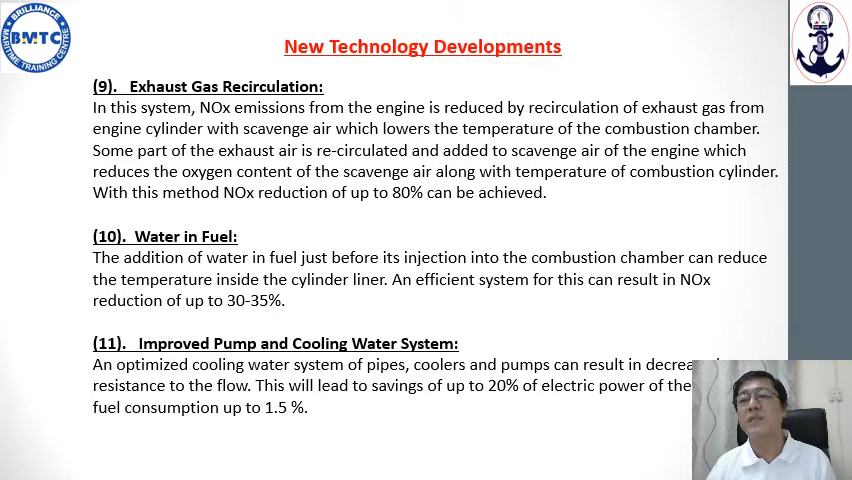 BRILLIANCE
BMTC
MARITIME TRAINING CENTRE
New Technology Developments
(9). Exhaust Gas Recirculation:
In this system, NOx emissions from the engine is reduced by recirculation of exhaust gas from
engine cylinder with scavenge air which lowers the temperature of the combustion chamber.
Some part of the exhaust air is re-circulated and added to scavenge air of the engine which
reduces the oxygen content of the scavenge air along with temperature of combustion cylinder.
With this method NOx reduction of up to 80% can be achieved.
(10). Water in Fuel:
The addition of water in fuel just before its injection into the combustion chamber can reduce
the temperature inside the cylinder liner. An efficient system for this can result in NOx
reduction of up to 30-35%.
(11). Improved Pump and Cooling Water System:
An optimized cooling water system of pipes, coolers and pumps can result in
resistance to the flow. This will lead to savings of up to 20% of electric power of the
fuel consumption up to 1.5 %.